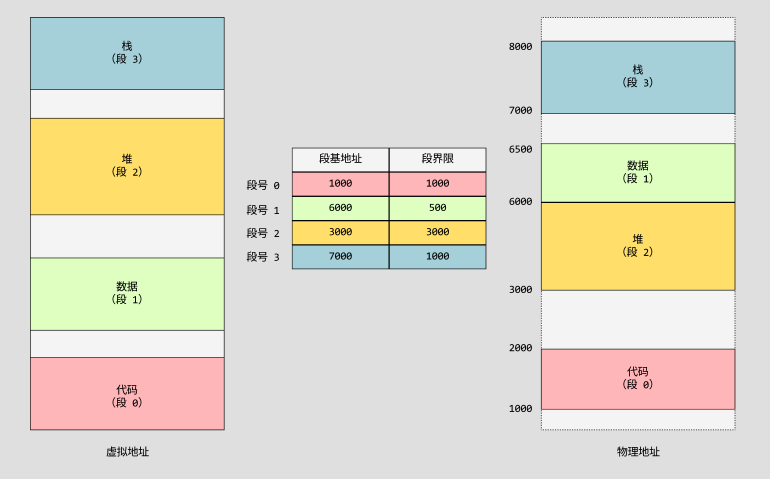 栈
（段 3）
堆
（段 2）
数据
（段 1）
代码
（段 0）
虚拟地址
段基地址 段界限
段号 0 1000 1000
段号 1 6000 500
段号 2 3000 3000
段号 3 7000 1000
8000
栈
（段 3）
7000
6500
数据
（段 1）
6000
堆
（段 2）
3000
2000
代码
（段 0）
1000
物理地址